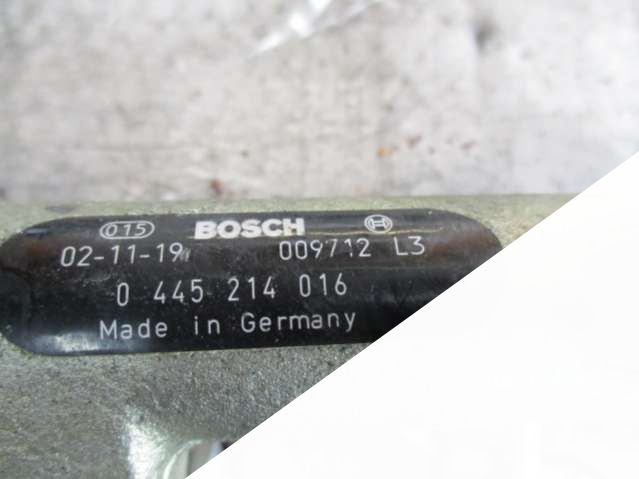 015 BOSCH
02-11-19 009712 L3
0 445 214 016
Made in Germany